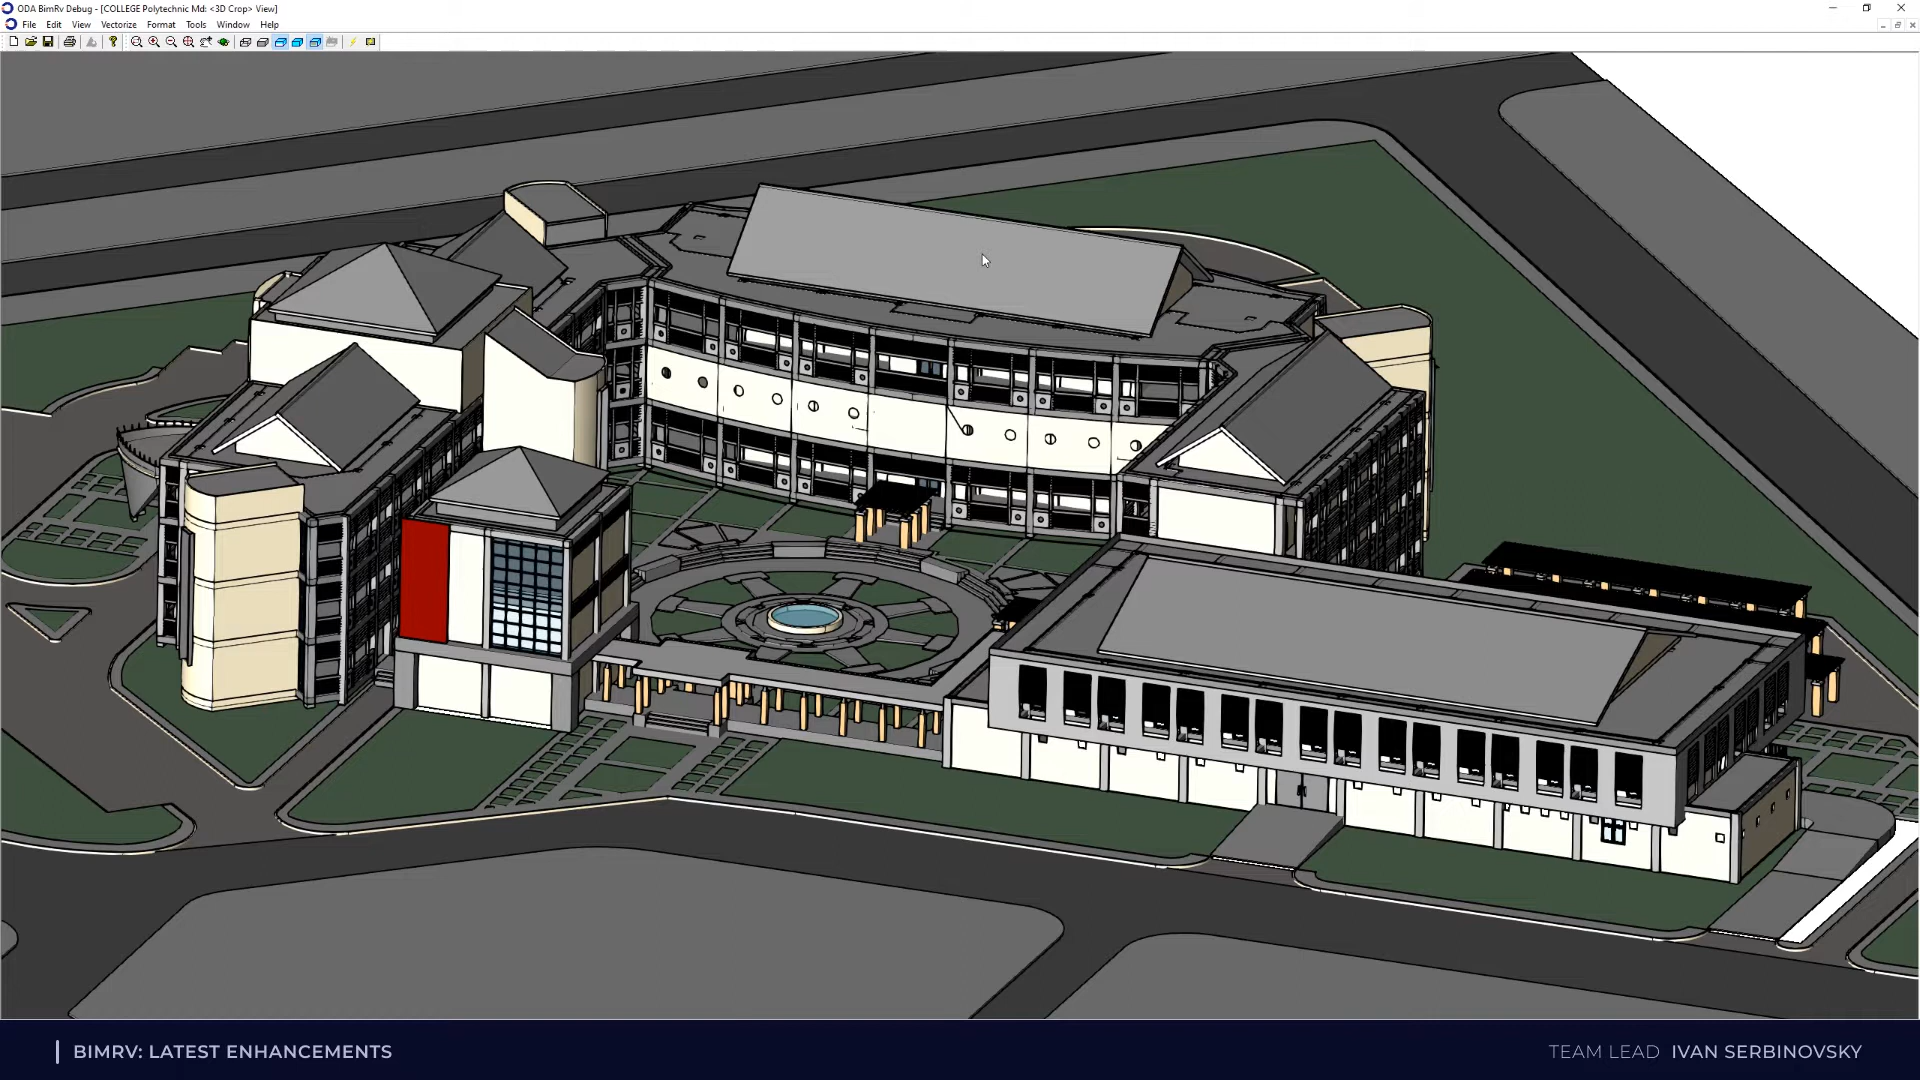 ODA BimRv Debug - [COLLEGE Polytechnic Md: <3D Crop> View]
File Edit View Vectorize Format Tools Window Help
BIMRV: LATEST ENHANCEMENTS
TEAM LEAD IVAN SERBINOVSKY